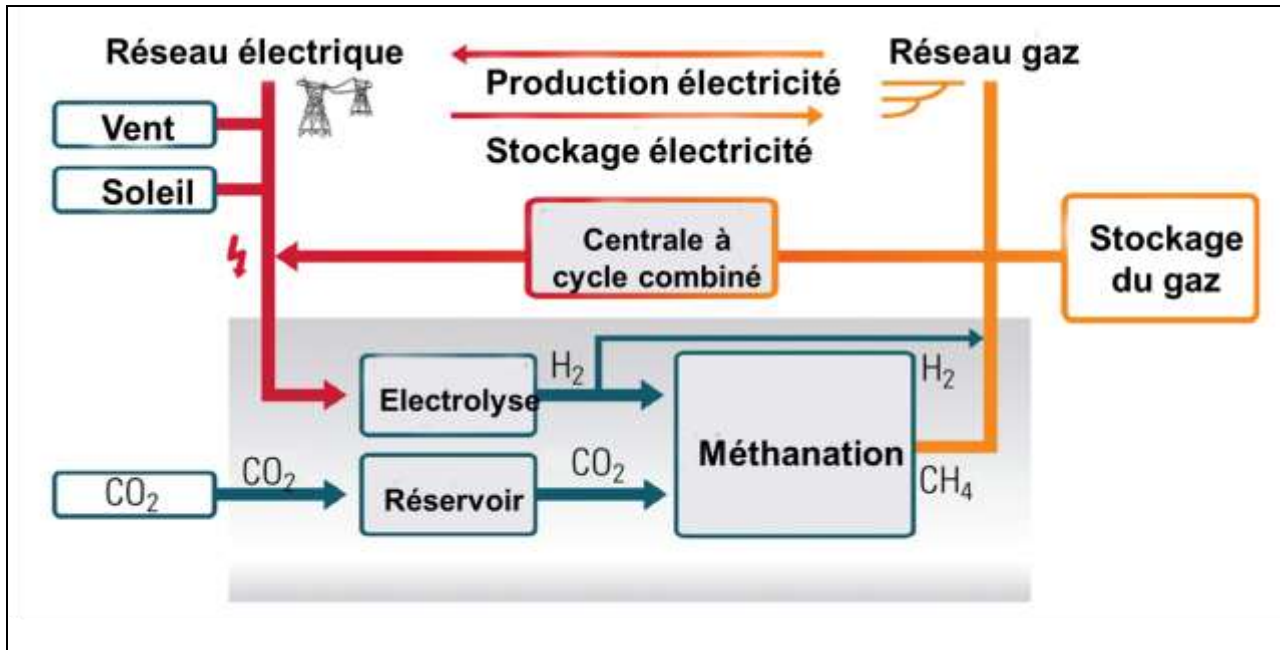 Réseau électrique
Production électricité
Réseau gaz
Vent
Stockage électricité
Soleil
Centrale à
cycle combiné
Stockage
du gaz
H₂
H₂
Electrolyse
Méthanation
CO₂
CO₂
CO₂
Réservoir
CH₄